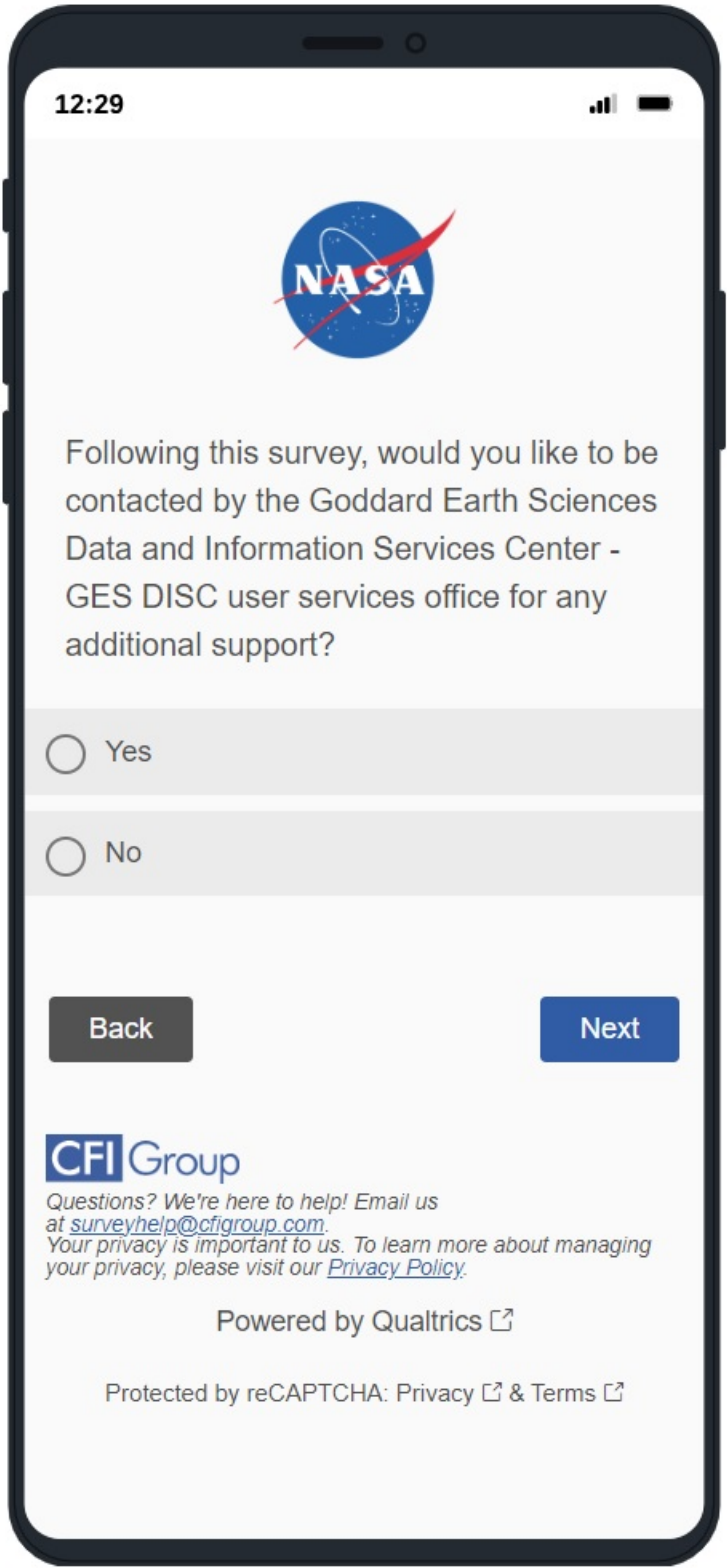 12:29
NASA
Following this survey, would you like to be
contacted by the Goddard Earth Sciences
Data and Information Services Center -
GES DISC user services office for any
additional support?
Yes
No
Back
Next
CFI Group
Questions? We're here to help! Email us
at surveyhelp@cfigroup.com.
Your privacy is important to us. To learn more about managing
your privacy, please visit our Privacy Policy.
Powered by Qualtrics
Protected by reCAPTCHA: Privacy & Terms